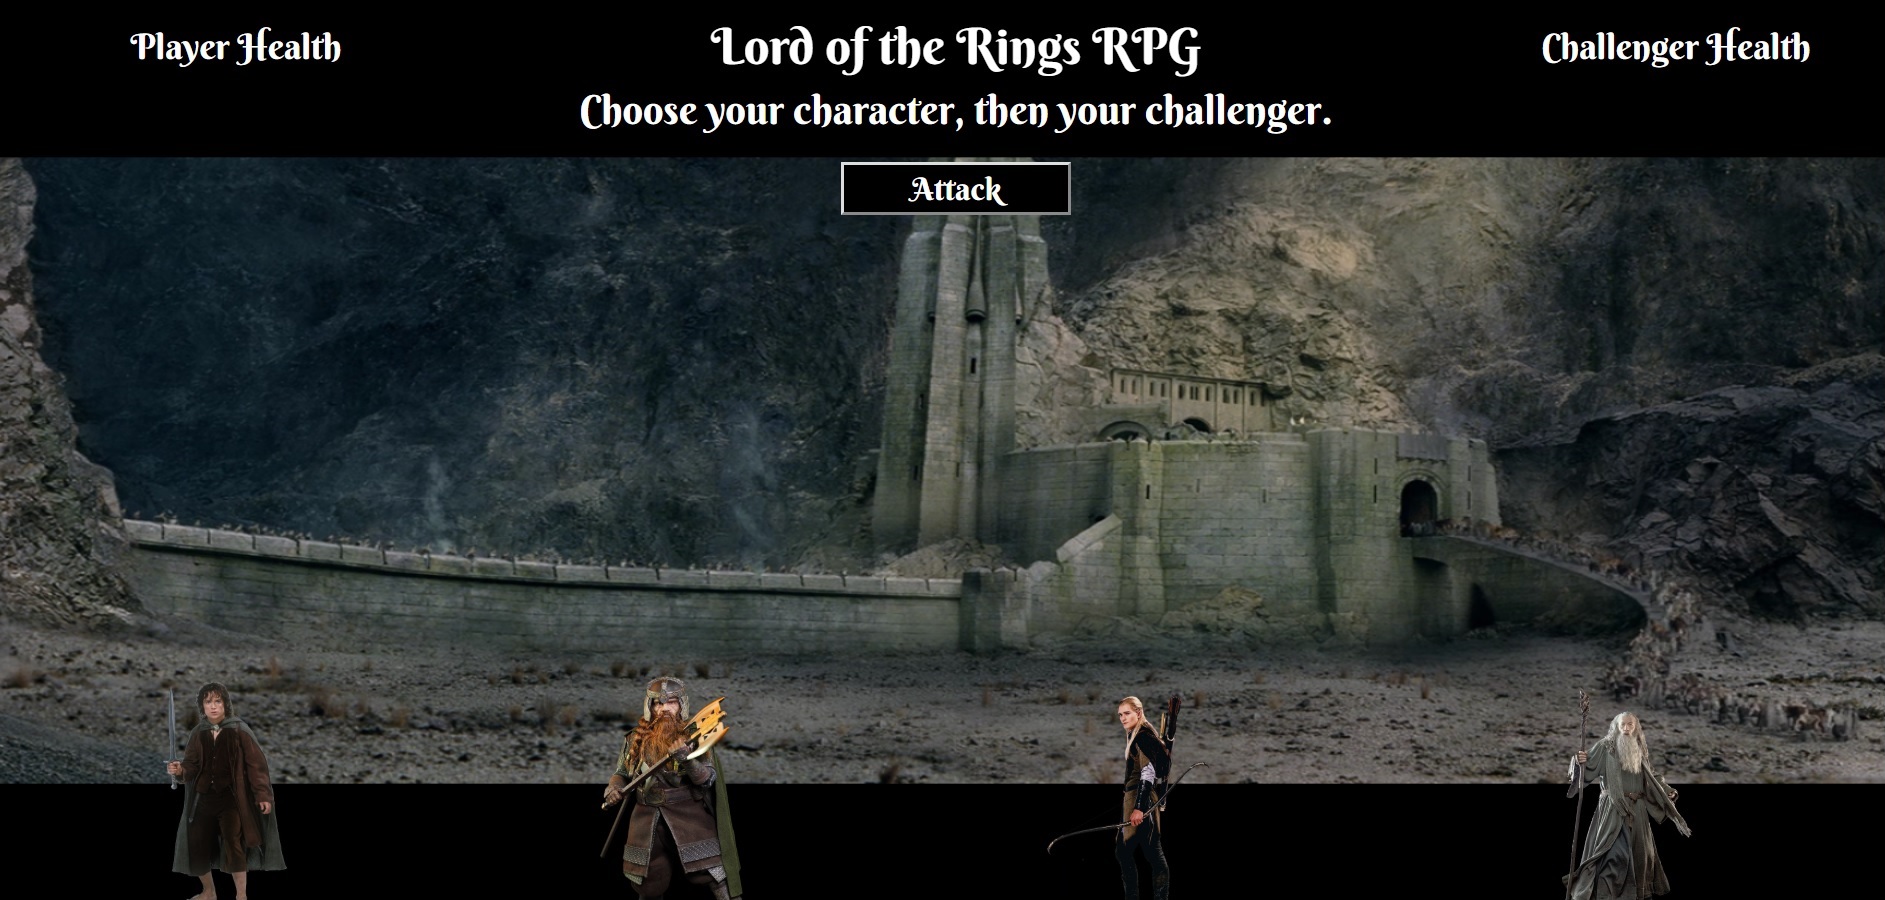 Player Health
Lord of the Rings RPG
Challenger Health
Choose your character, then your challenger.
Attack